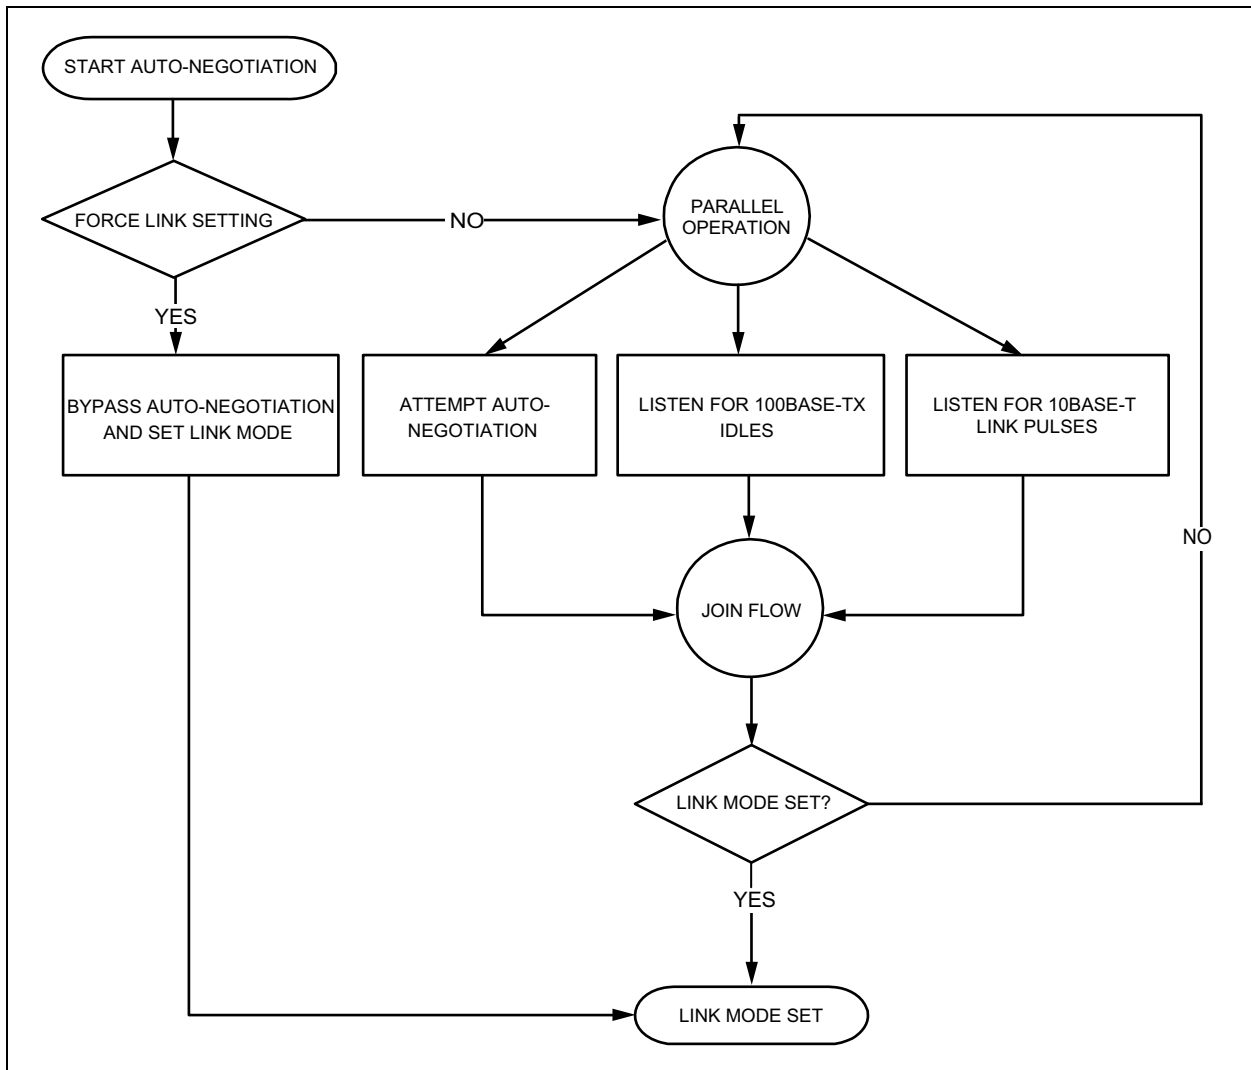 START AUTO-NEGOTIATION
FORCE LINK SETTING
NO
PARALLEL
OPERATION
YES
BYPASS AUTO-NEGOTIATION
AND SET LINK MODE
ATTEMPT AUTO-
NEGOTIATION
LISTEN FOR 100BASE-TX
IDLES
LISTEN FOR 10BASE-T
LINK PULSES
NO
JOIN FLOW
LINK MODE SET?
YES
LINK MODE SET